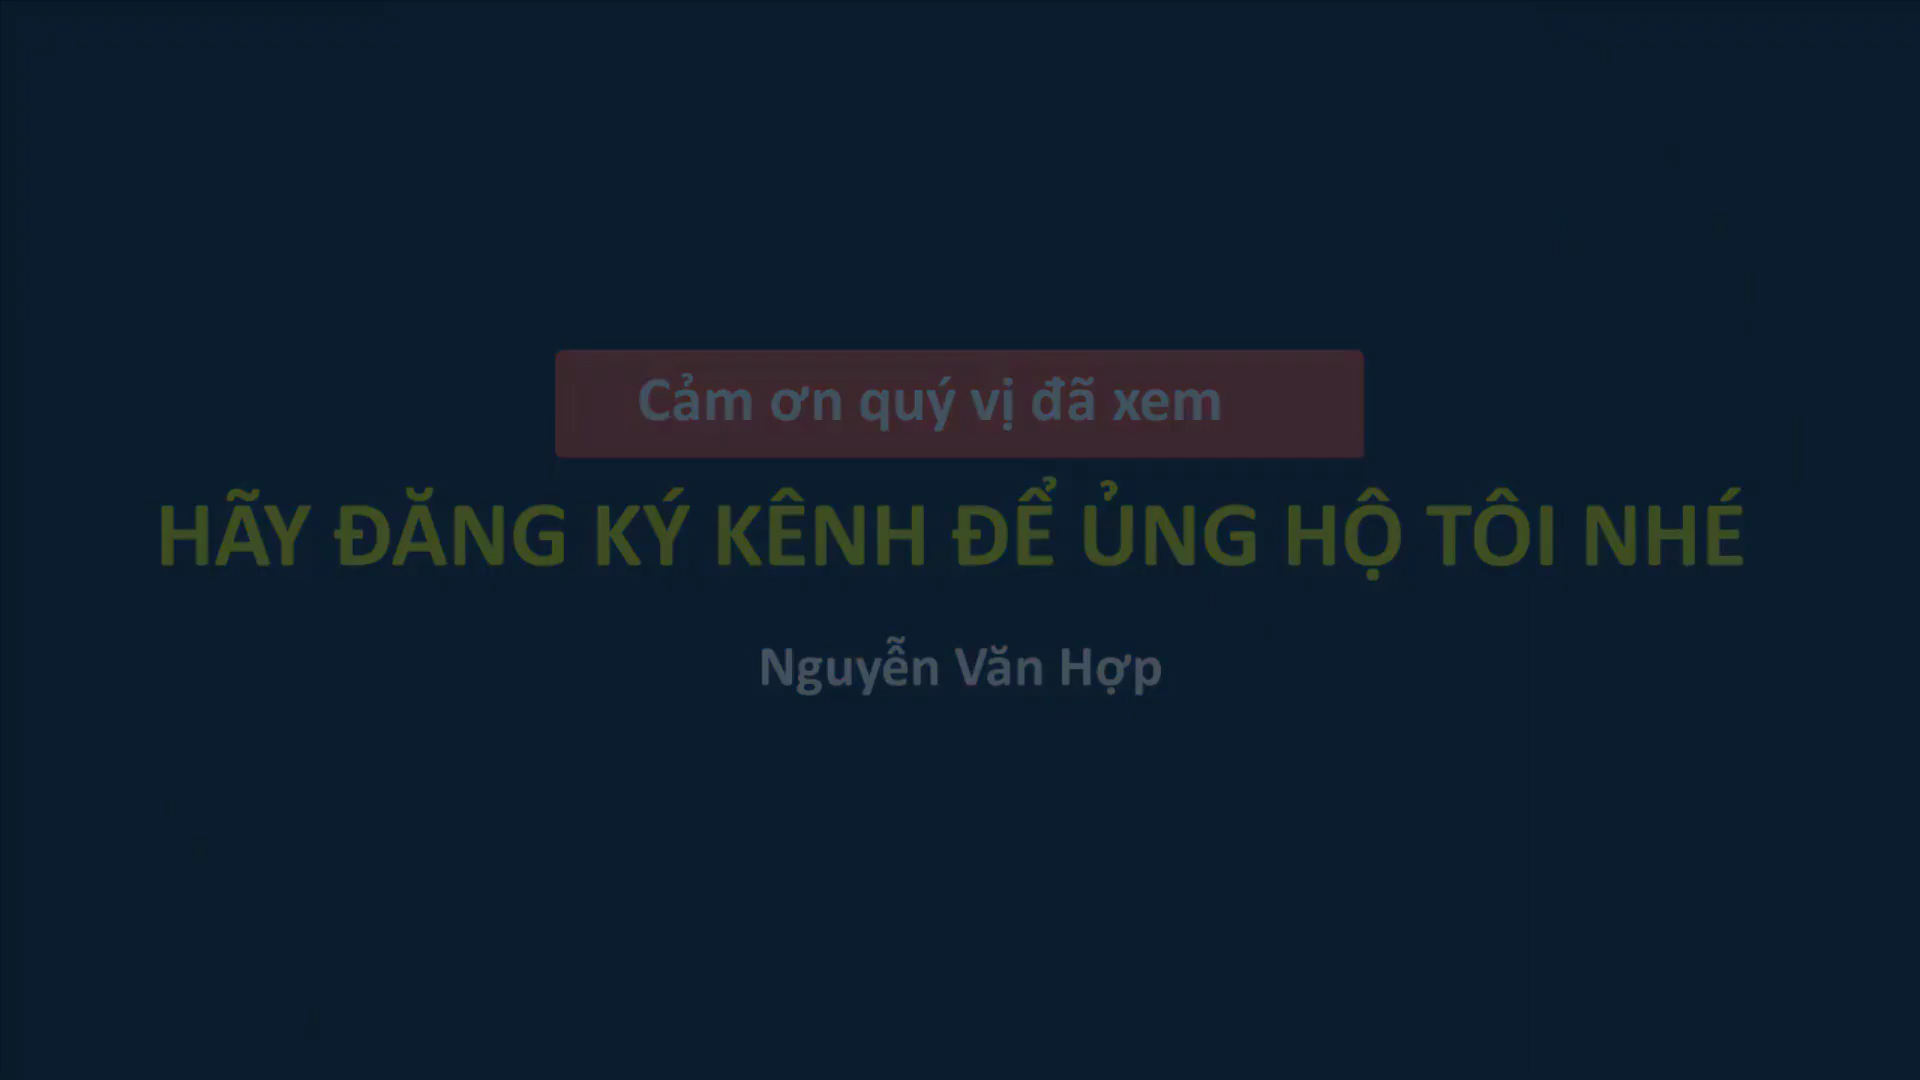 Cảm ơn quý vị đã xem
HÃY ĐĂNG KÝ KÊNH ĐỂ ỦNG HỘ TÔI NHÉ
Nguyễn Văn Hợp